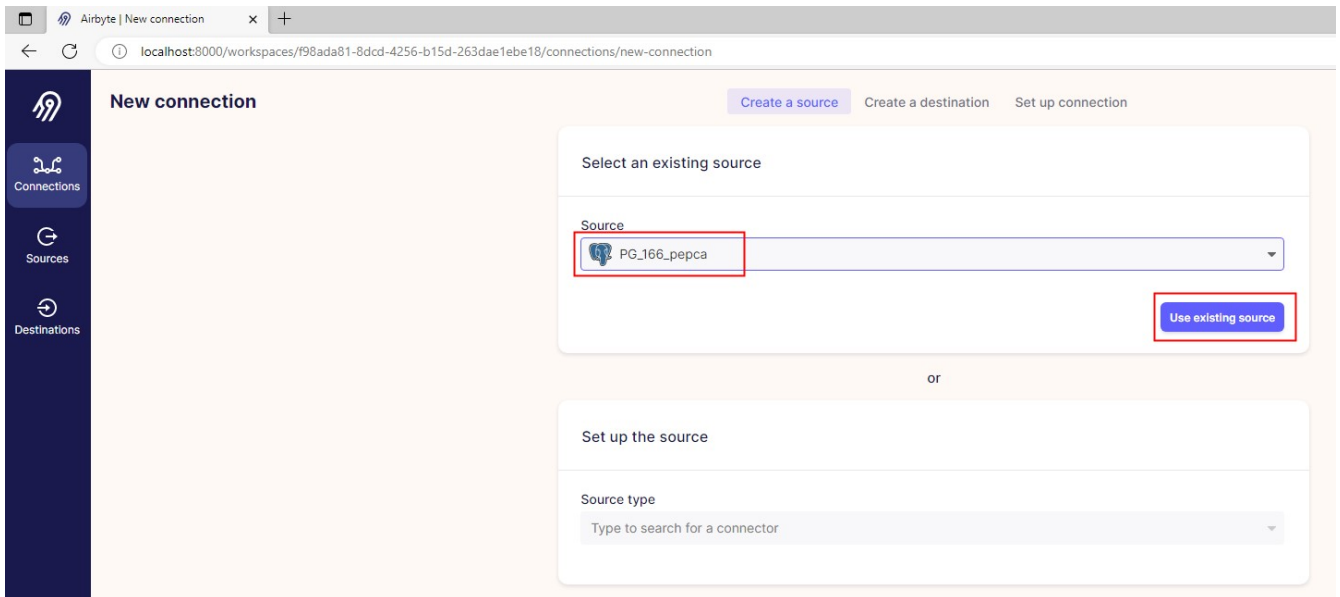 Airbyte | New connection
localhost:8000/workspaces/f98ada81-8dcd-4256-b15d-263dae1ebe18/connections/new-connection
New connection
Create a source Create a destination Set up connection
Connections
Sources
Destinations
Select an existing source
Source
PG_166_pepca
Use existing source
or
Set up the source
Source type
Type to search for a connector